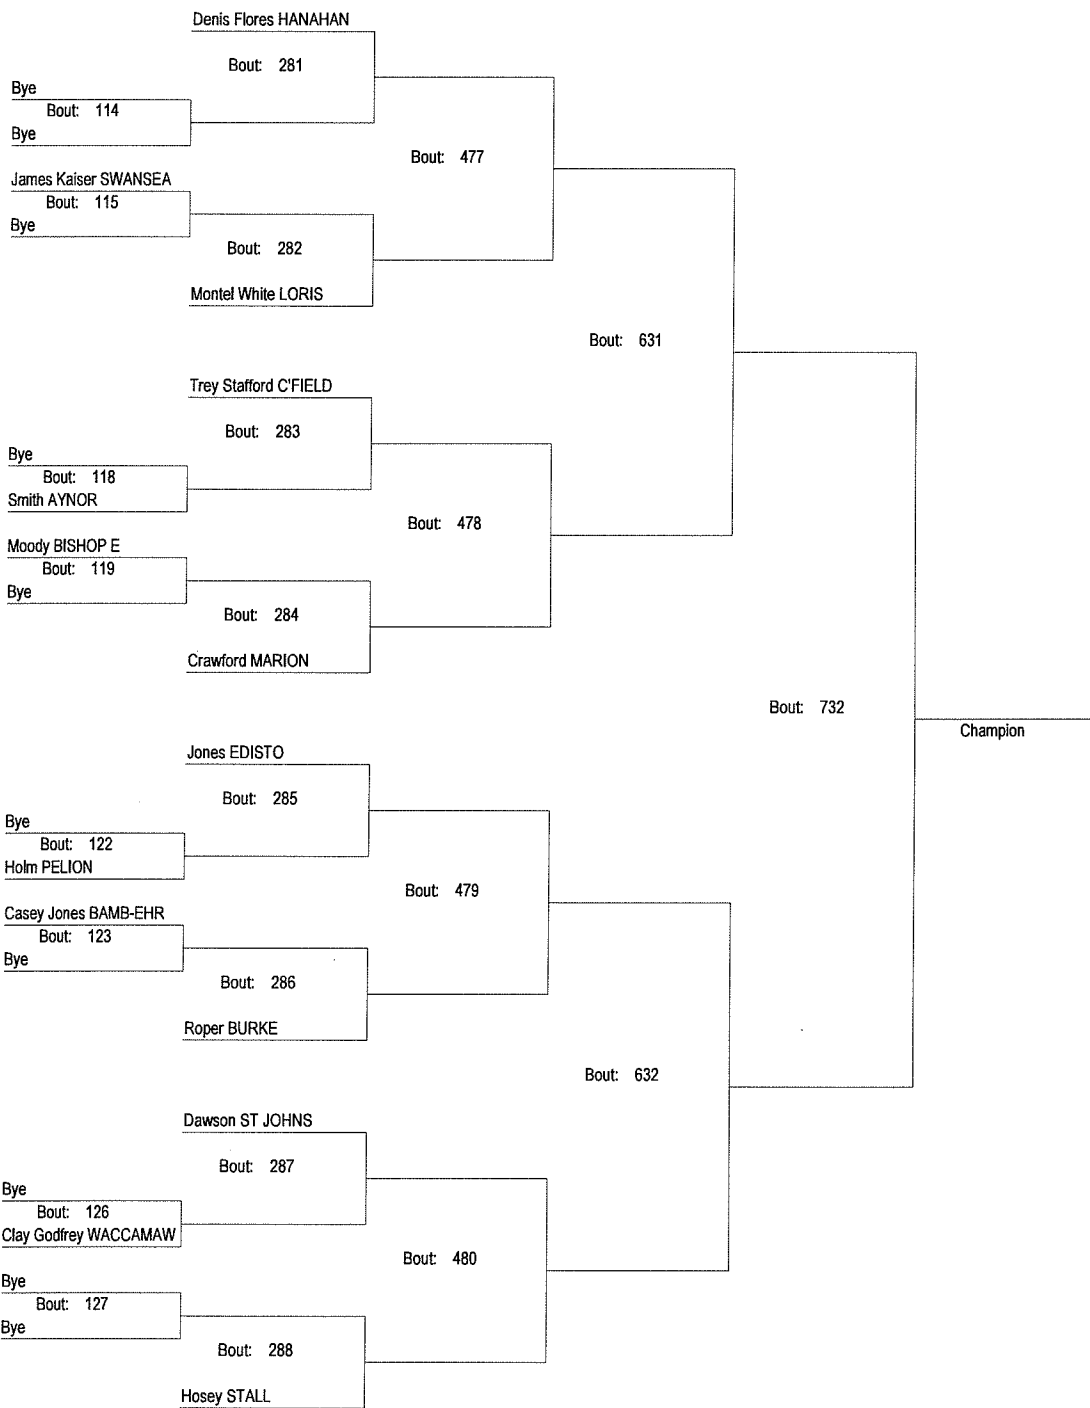 Denis Flores HANAHAN
Bout: 281
Bye
Bout: 114
Bye
Bout: 477
James Kaiser SWANSEA
Bout: 115
Bye
Bout: 282
Montel White LORIS
Bout: 631
Trey Stafford C'FIELD
Bout: 283
Bye
Bout: 118
Smith AYNOR
Bout: 478
Moody BISHOP E
Bout: 119
Bye
Bout: 284
Crawford MARION
Bout: 732
Champion
Jones EDISTO
Bout: 285
Bye
Bout: 122
Holm PELION
Bout: 479
Casey Jones BAMB-EHR
Bout: 123
Bye
Bout: 286
Roper BURKE
Bout: 632
Dawson ST JOHNS
Bout: 287
Bye
Bout: 126
Clay Godfrey WACCAMAW
Bout: 480
Bye
Bout: 127
Bye
Bout: 288
Hosey STALL